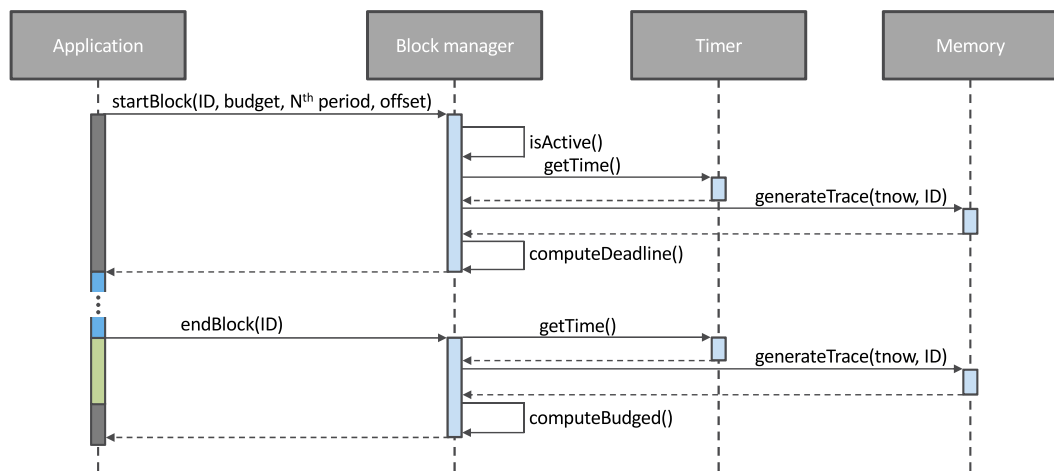 Application
Block manager
Timer
Memory
startBlock(ID, budget, Nth period, offset)
isActive()
getTime()
generateTrace(tnow, ID)
computeDeadline()
endBlock(ID)
getTime()
generateTrace(tnow, ID)
computeBudged()